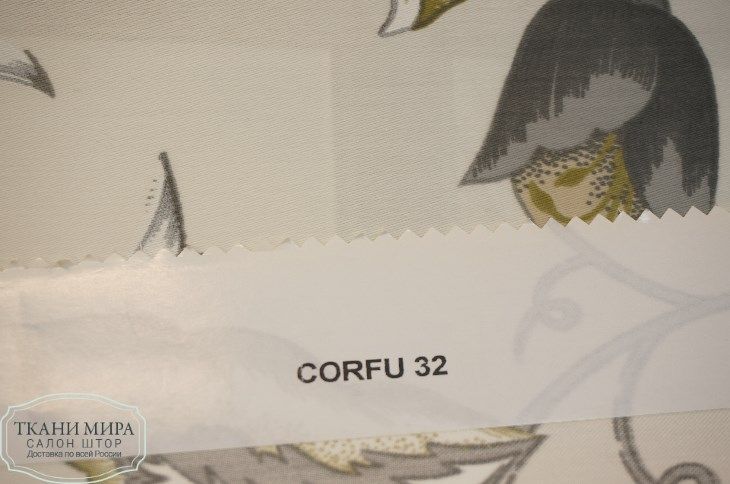 CORFU 32
ТКАНИ МИРА
САЛОН ШТОР
Доставка по всей России